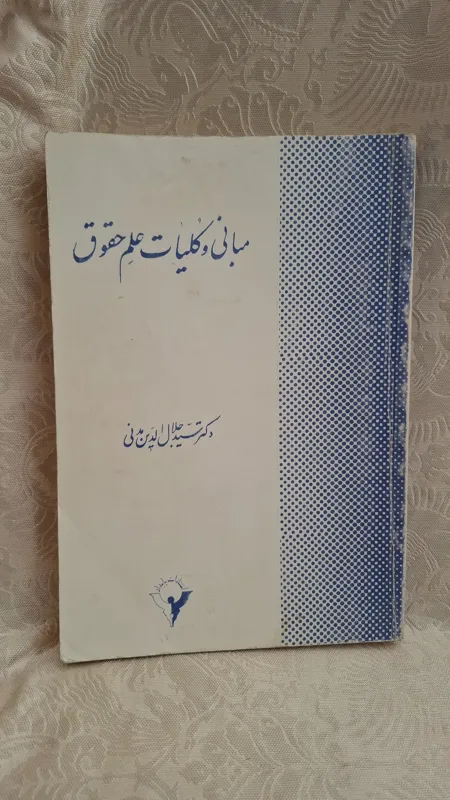 مبانی و کلیات علم حقوق
دکتر سید جلال الدین مدنی